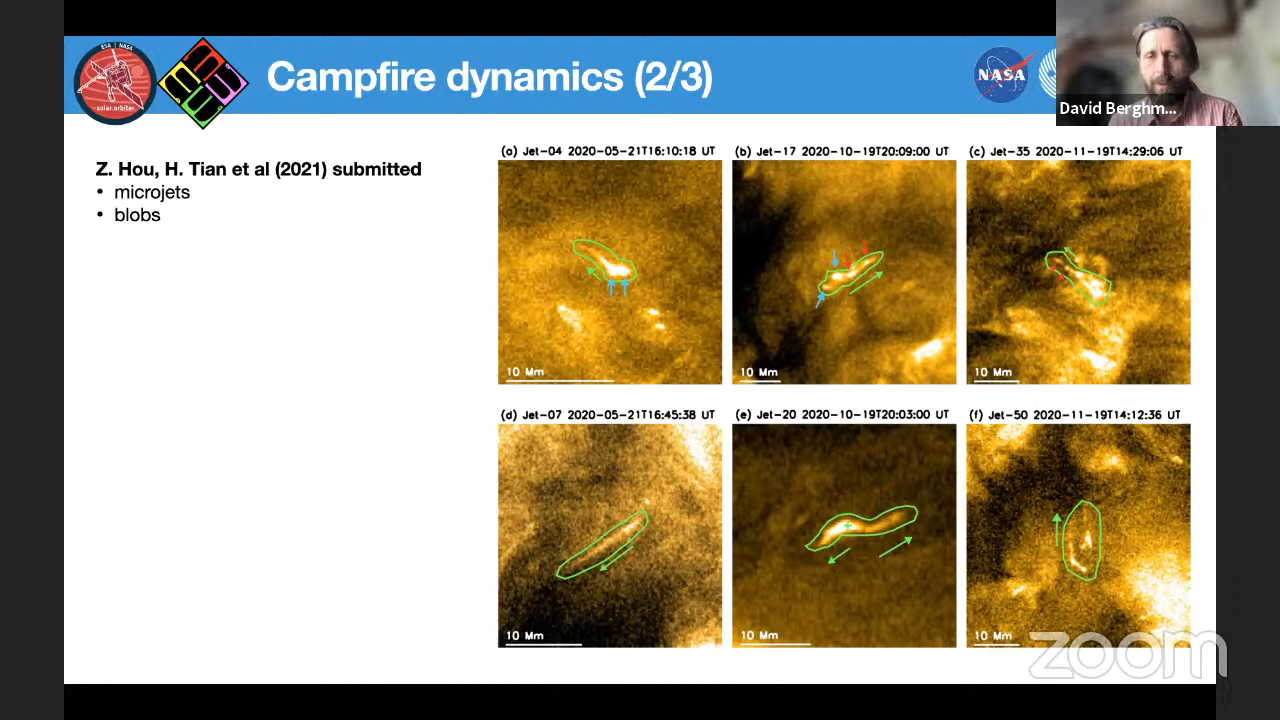 Campfire dynamics (2/3)
ESA | NASA
solar orbiter
NASA
David Berghm...
Z. Hou, H. Tian et al (2021) submitted
• microjets
• blobs
(a) Jet-04 2020-05-21T16:10:18 UT
(b) Jet-17 2020-10-19T20:09:00 UT
(c) Jet-35 2020-11-19T14:29:06 UT
10 Mm
10 Mm
10 Mm
(d) Jet-07 2020-05-21T16:45:38 UT
(e) Jet-20 2020-10-19T20:03:00 UT
(f) Jet-50 2020-11-19T14:12:36 UT
10 Mm
10 Mm
10 Mm
zoom